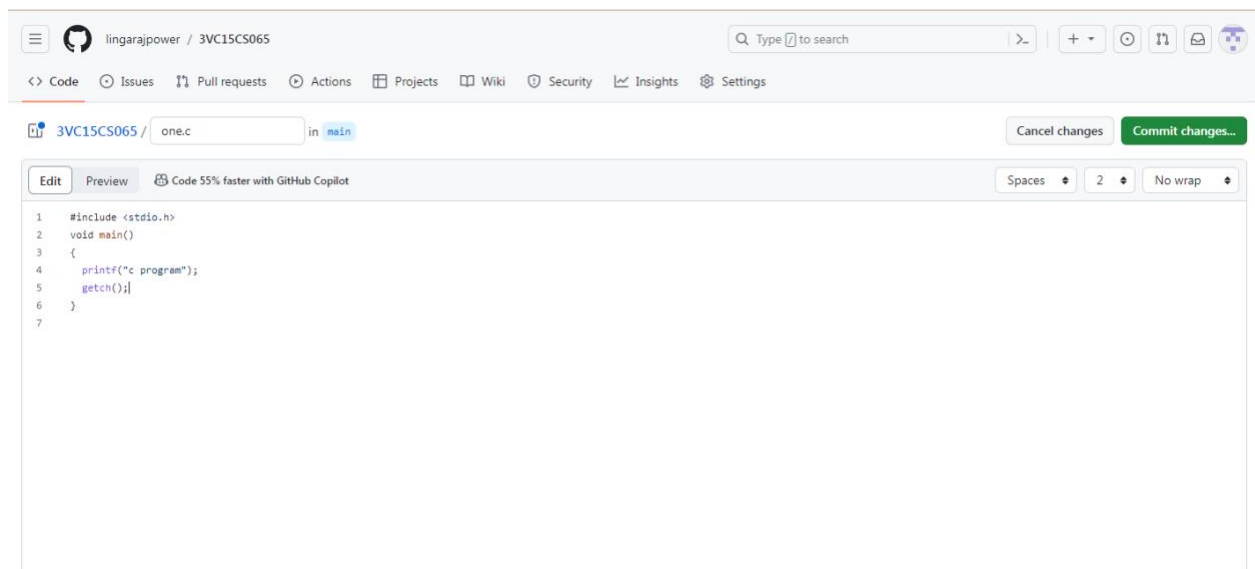 lingarajpower / 3VC15CS065
Type / to search
<> Code Issues Pull requests Actions Projects Wiki Security Insights Settings
3VC15CS065 / one.c in main
Cancel changes Commit changes...
Edit Preview Code 55% faster with GitHub Copilot
Spaces 2 No wrap
1 #include <stdio.h>
2 void main()
3 {
4 printf("c program");
5 getch();
6 }
7